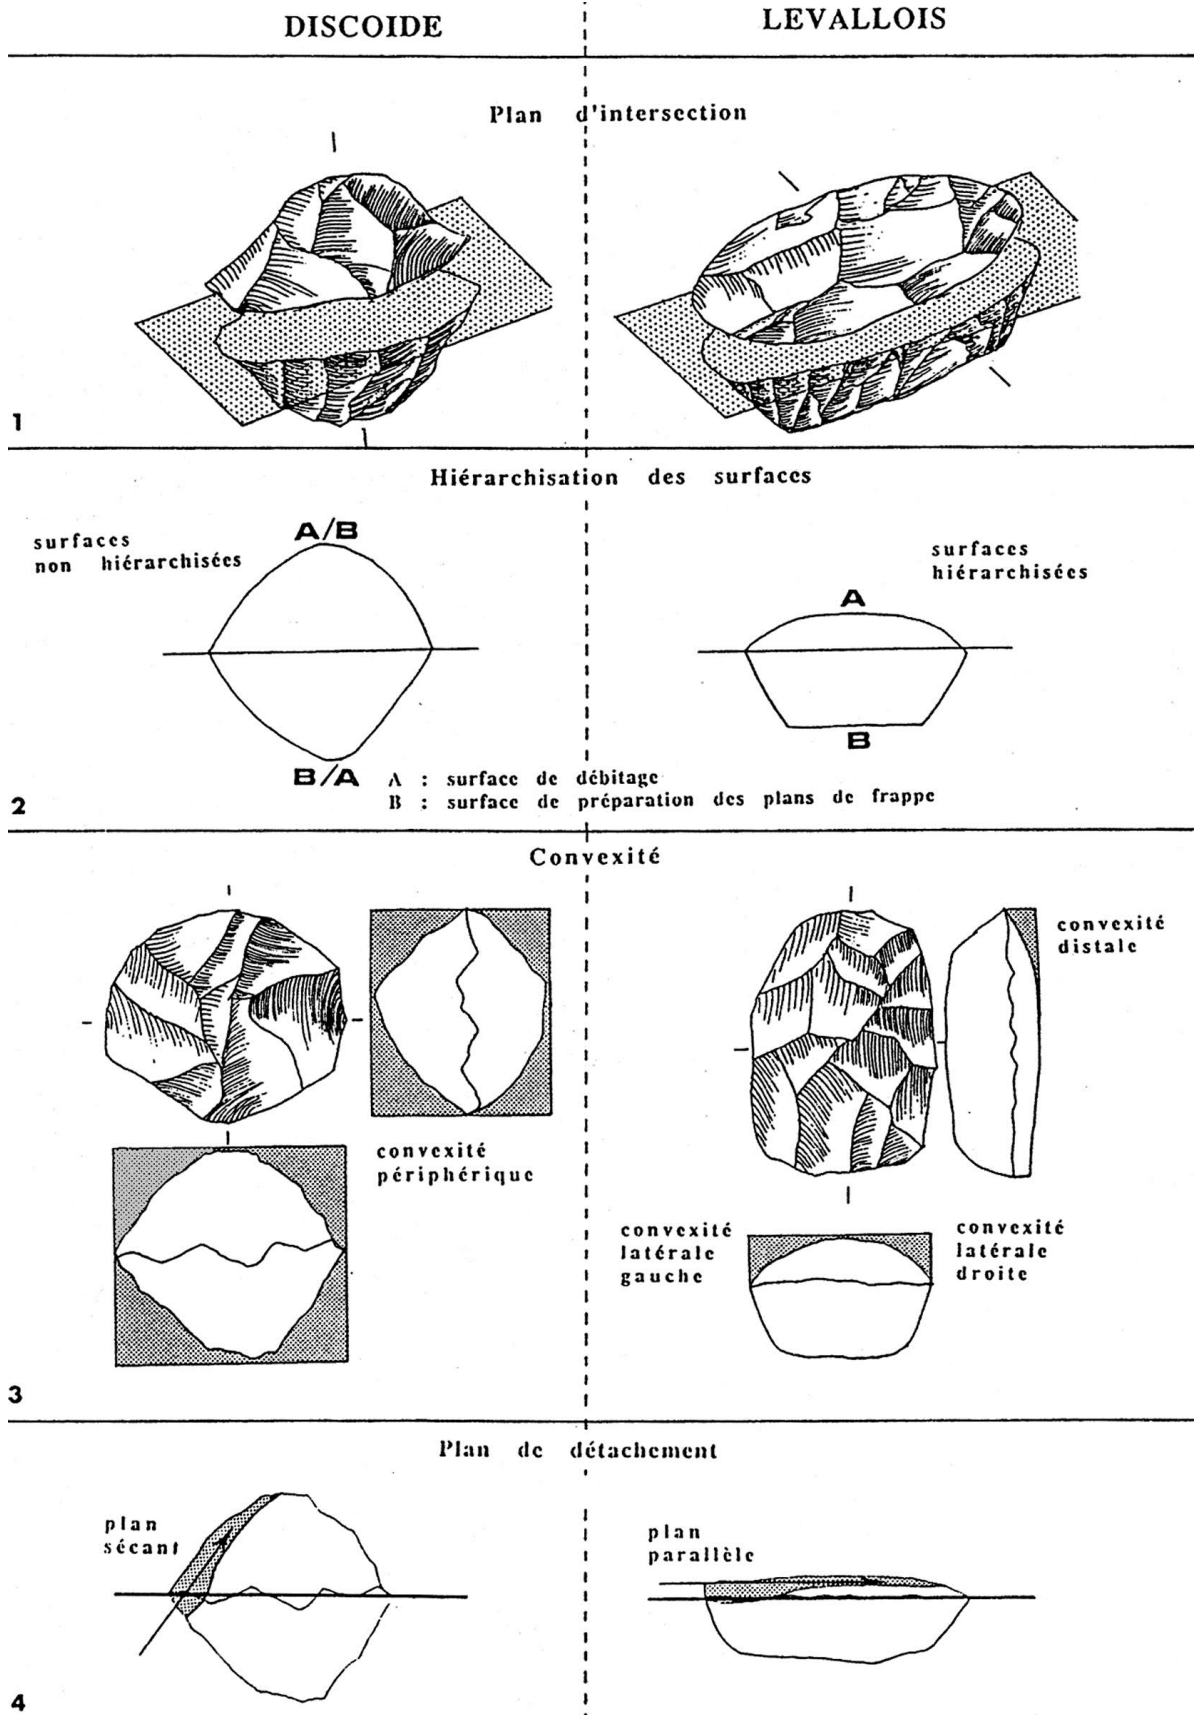 DISCOIDE
LEVALLOIS
Plan d'intersection
1
Hiérarchisation des surfaces
surfaces
non hiérarchisées
A/B
B/A
surfaces
hiérarchisées
A
B
A : surface de débitage
B : surface de préparation des plans de frappe
2
Convexité
convexité
périphérique
convexité
distale
convexité
latérale
gauche
convexité
latérale
droite
3
Plan de détachement
plan
sécant
plan
parallèle
4